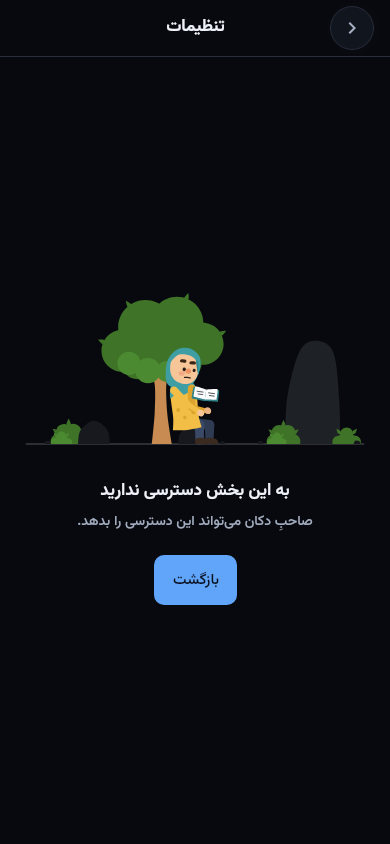 تنظیمات
به این بخش دسترسی ندارید
صاحبِ دکان می‌تواند این دسترسی را بدهد.
بازگشت